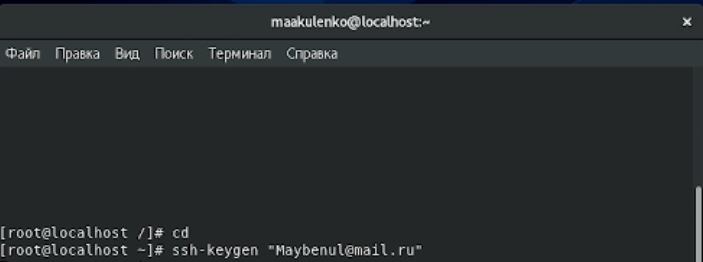 maakulenko@localhost:~
Файл Правка Вид Поиск Терминал Справка
[root@localhost /]# cd
[root@localhost ~]# ssh-keygen "Maybenul@mail.ru"